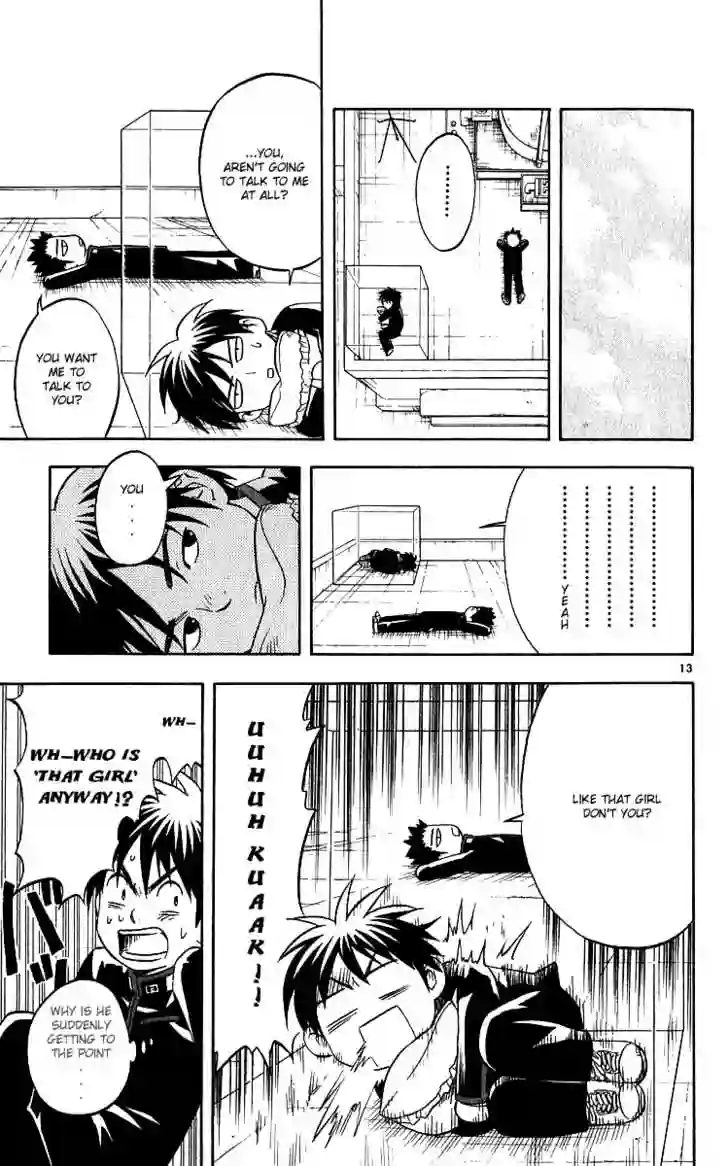 .........
...YOU,
AREN'T GOING
TO TALK TO ME
AT ALL?
YOU WANT
ME TO
TALK TO
YOU?
........................YEAH
YOU
. . .
13
LIKE THAT GIRL
DON'T YOU?
UUHUH KUAAK!!
WH-
WH-WHO IS
'THAT GIRL'
ANYWAY!?
WHY IS HE
SUDDENLY
GETTING TO
THE POINT
. . .